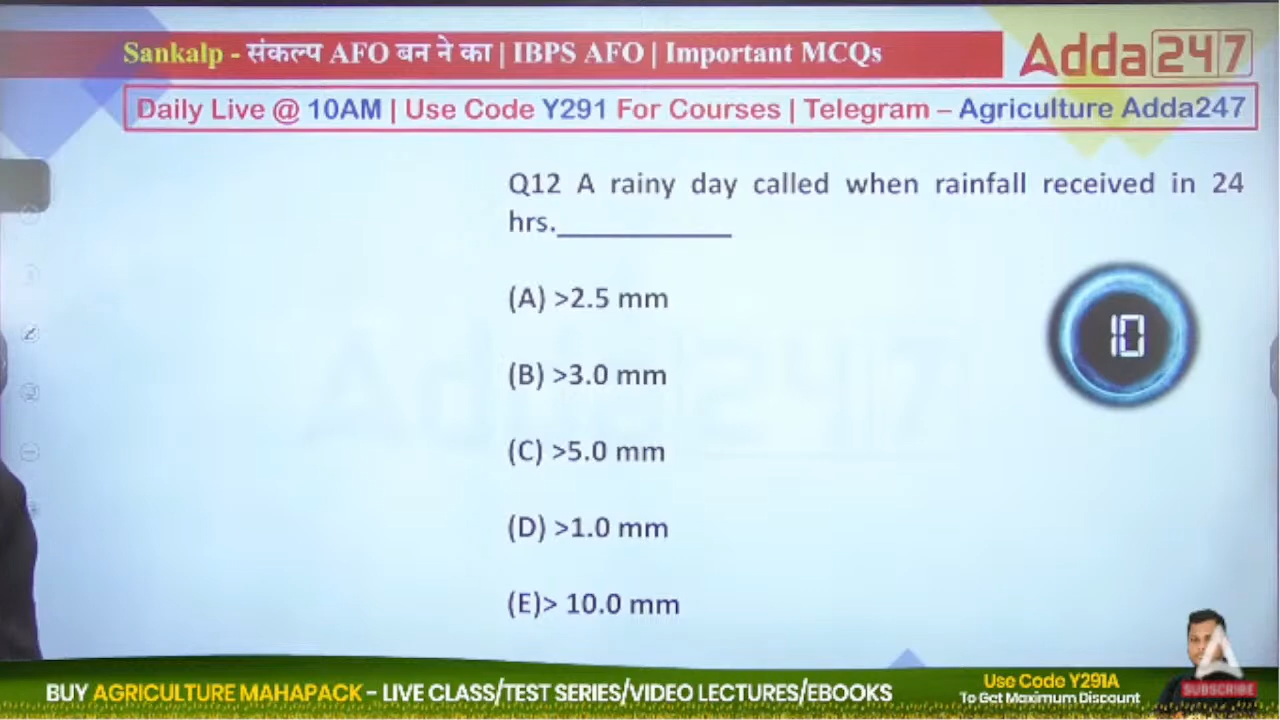 Sankalp - संकल्प AFO बन ने का | IBPS AFO | Important MCQs
Adda247
Daily Live @ 10AM | Use Code Y291 For Courses | Telegram – Agriculture Adda247
Q12 A rainy day called when rainfall received in 24
hrs.____________
(A) >2.5 mm
10
(B) >3.0 mm
(C) >5.0 mm
(D) >1.0 mm
(E)> 10.0 mm
BUY AGRICULTURE MAHAPACK - LIVE CLASS/TEST SERIES/VIDEO LECTURES/EBOOKS
Use Code Y291A
To Get Maximum Discount
SUBSCRIBE